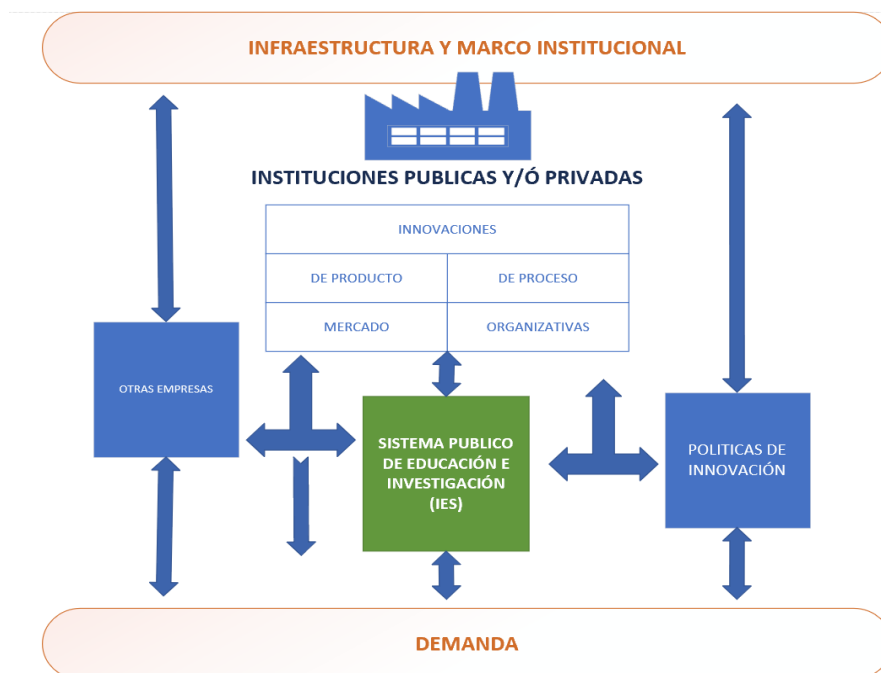 INFRAESTRUCTURA Y MARCO INSTITUCIONAL
INSTITUCIONES PUBLICAS Y/Ó PRIVADAS
INNOVACIONES
DE PRODUCTO
DE PROCESO
MERCADO
ORGANIZATIVAS
OTRAS EMPRESAS
SISTEMA PUBLICO
DE EDUCACIÓN E
INVESTIGACIÓN
(IES)
POLITICAS DE
INNOVACIÓN
DEMANDA